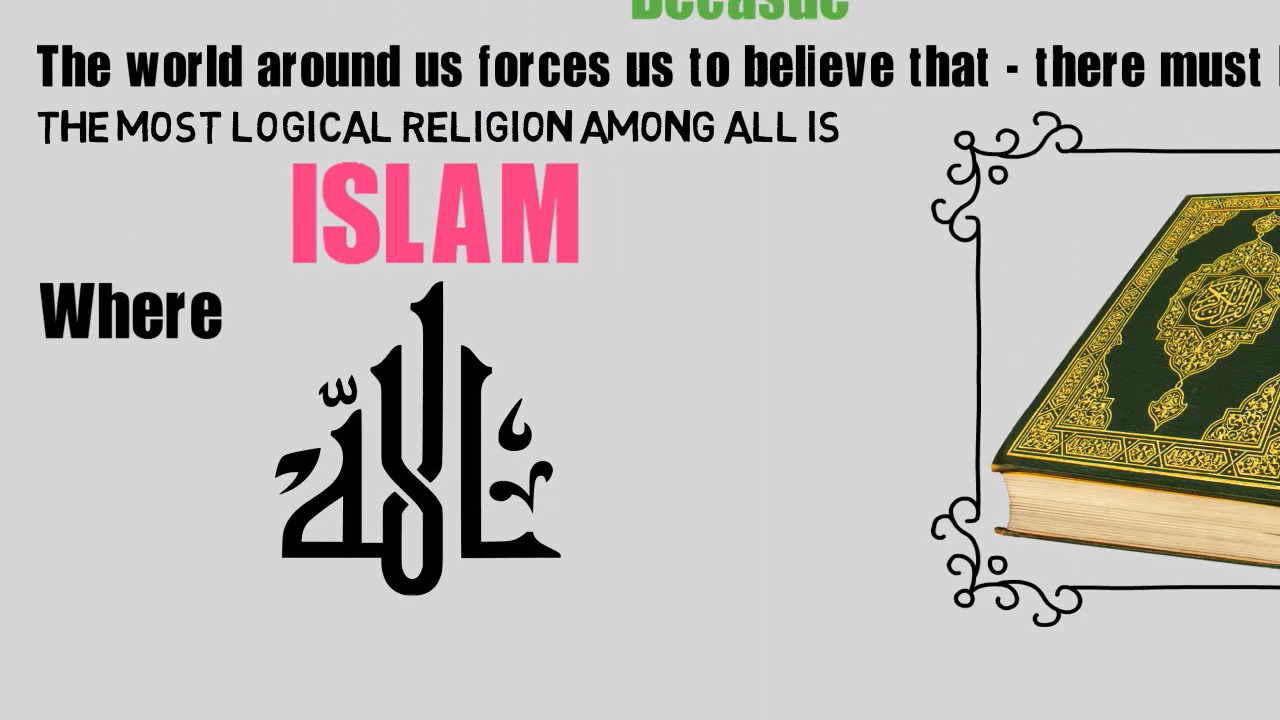 Becasue
The world around us forces us to believe that - there must
THE MOST LOGICAL RELIGION AMONG ALL IS
ISLAM
Where
الله